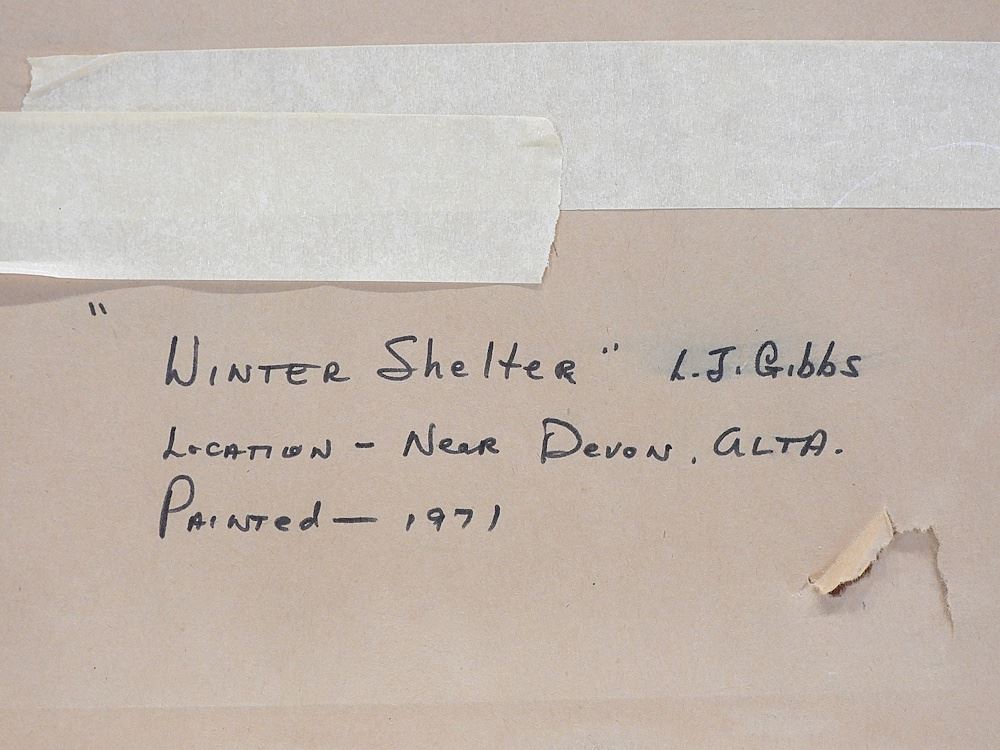 "Winter Shelter" L.J. Gibbs
Location - Near Devon, Alta.
Painted — 1971